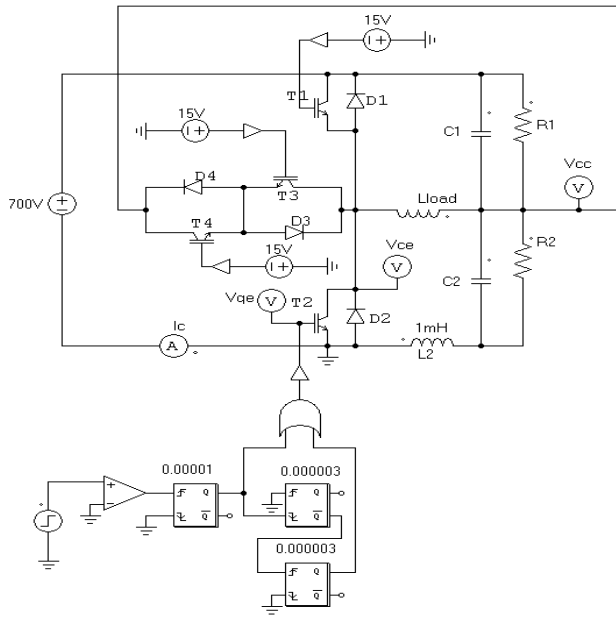 15V
T1
D1
C1
R1
15V
D4
T3
Vcc
V
700V
Lload
T4
D3
15V
Vce
V
R2
Vqe
V
T2
C2
D2
Ic
A
1mH
L2
0.00001
0.000003
Q
Q
Q
Q
0.000003
Q
Q